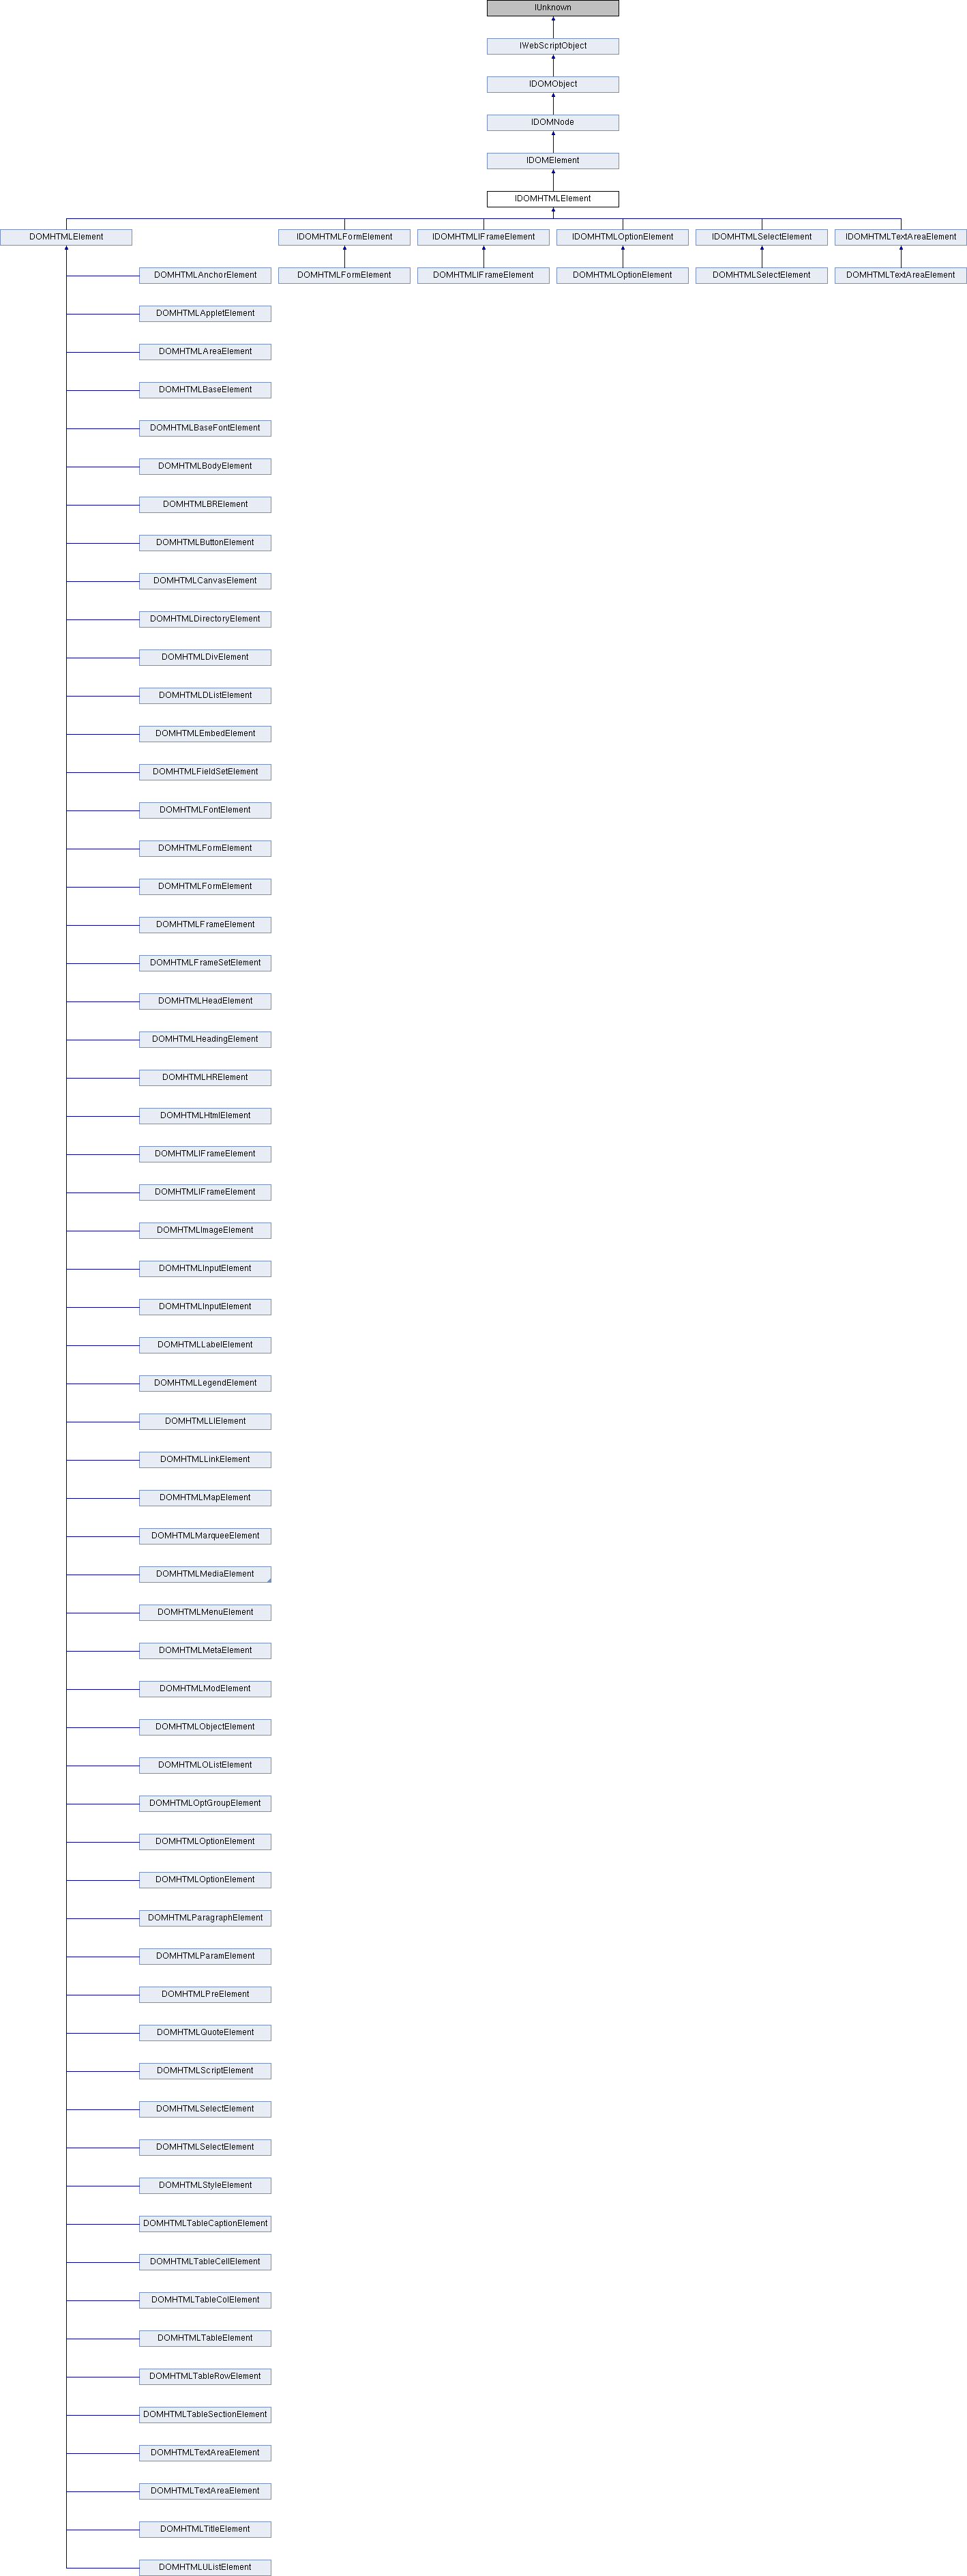 IUnknown
IWebScriptObject
IDOMObject
IDOMNode
IDOMElement
IDOMHTMLElement
DOMHTMLElement
IDOMHTMLFormElement
IDOMHTMLIFrameElement
IDOMHTMLOptionElement
IDOMHTMLSelectElement
IDOMHTMLTextAreaElement
DOMHTMLAnchorElement
DOMHTMLFormElement
DOMHTMLIFrameElement
DOMHTMLOptionElement
DOMHTMLSelectElement
DOMHTMLTextAreaElement
DOMHTMLAppletElement
DOMHTMLAreaElement
DOMHTMLBaseElement
DOMHTMLBaseFontElement
DOMHTMLBodyElement
DOMHTMLBRElement
DOMHTMLButtonElement
DOMHTMLCanvasElement
DOMHTMLDirectoryElement
DOMHTMLDivElement
DOMHTMLDListElement
DOMHTMLEmbedElement
DOMHTMLFieldSetElement
DOMHTMLFontElement
DOMHTMLFormElement
DOMHTMLFormElement
DOMHTMLFrameElement
DOMHTMLFrameSetElement
DOMHTMLHeadElement
DOMHTMLHeadingElement
DOMHTMLHRElement
DOMHTMLHtmlElement
DOMHTMLIFrameElement
DOMHTMLIFrameElement
DOMHTMLImageElement
DOMHTMLInputElement
DOMHTMLInputElement
DOMHTMLLabelElement
DOMHTMLLegendElement
DOMHTMLLIElement
DOMHTMLLinkElement
DOMHTMLMapElement
DOMHTMLMarqueeElement
DOMHTMLMediaElement
DOMHTMLMenuElement
DOMHTMLMetaElement
DOMHTMLModElement
DOMHTMLObjectElement
DOMHTMLOListElement
DOMHTMLOptGroupElement
DOMHTMLOptionElement
DOMHTMLOptionElement
DOMHTMLParagraphElement
DOMHTMLParamElement
DOMHTMLPreElement
DOMHTMLQuoteElement
DOMHTMLScriptElement
DOMHTMLSelectElement
DOMHTMLSelectElement
DOMHTMLStyleElement
DOMHTMLTableCaptionElement
DOMHTMLTableCellElement
DOMHTMLTableColElement
DOMHTMLTableElement
DOMHTMLTableRowElement
DOMHTMLTableSectionElement
DOMHTMLTextAreaElement
DOMHTMLTextAreaElement
DOMHTMLTitleElement
DOMHTMLUListElement